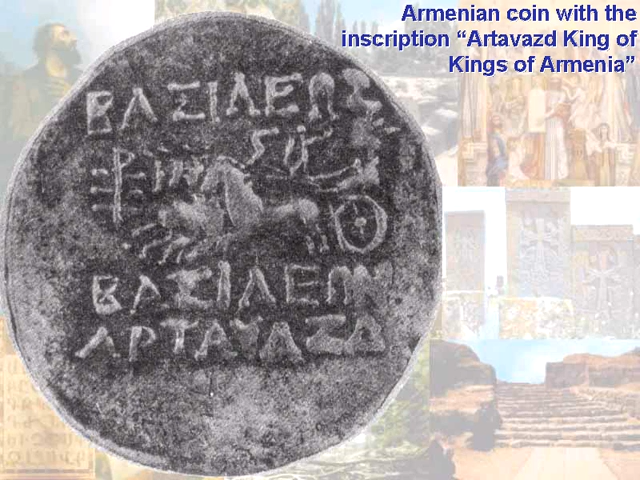 Armenian coin with the
inscription “Artavazd King of
Kings of Armenia”
ΒΑΣΙΛΕΩΣ
ΒΑΣΙΛΕΩΝ
ΑΡΤΑΥΑΖΔ